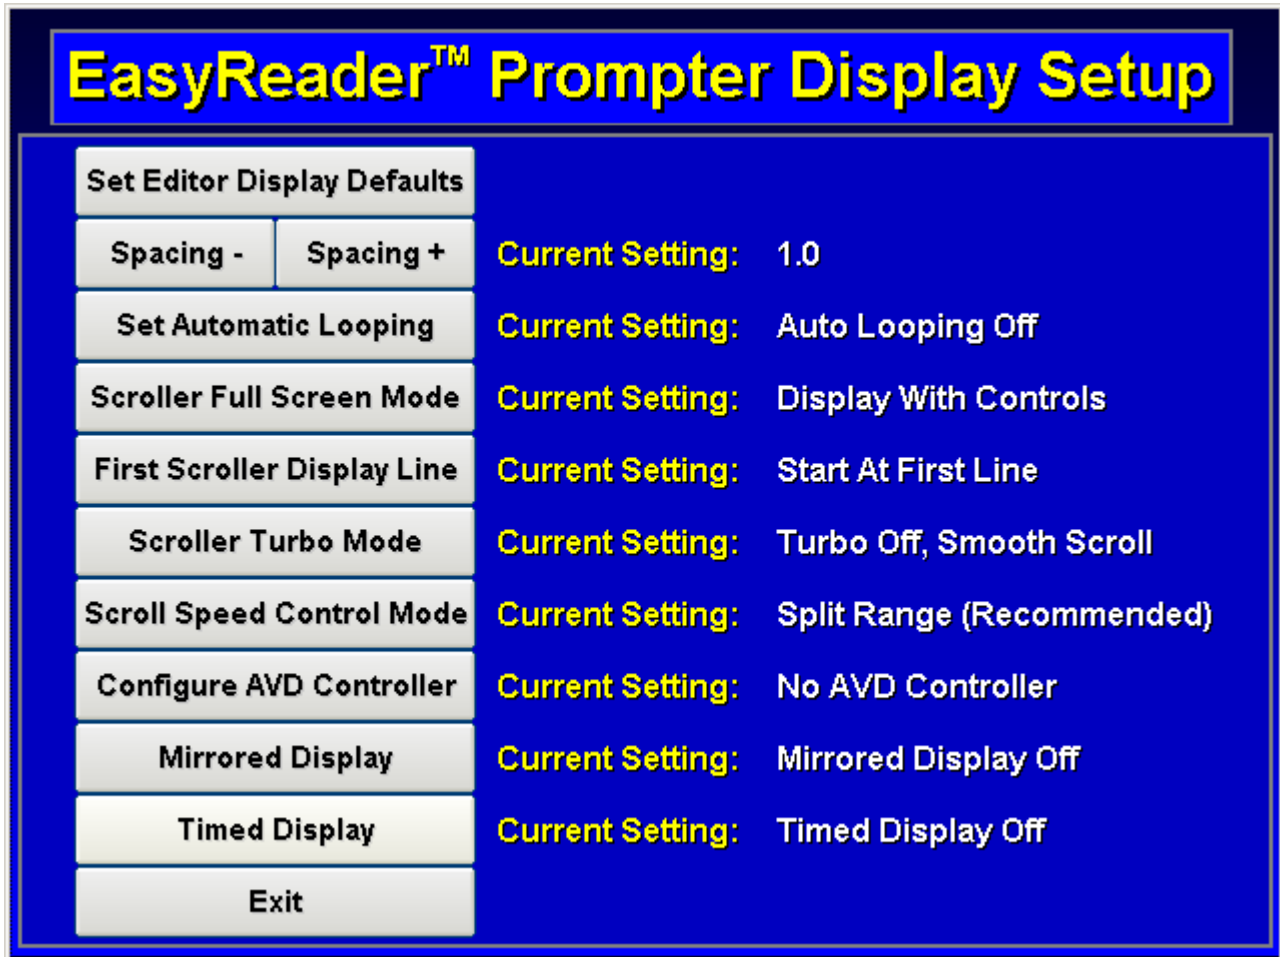 EasyReader™ Prompter Display Setup
Set Editor Display Defaults
Spacing - Spacing + Current Setting: 1.0
Set Automatic Looping Current Setting: Auto Looping Off
Scroller Full Screen Mode Current Setting: Display With Controls
First Scroller Display Line Current Setting: Start At First Line
Scroller Turbo Mode Current Setting: Turbo Off, Smooth Scroll
Scroll Speed Control Mode Current Setting: Split Range (Recommended)
Configure AVD Controller Current Setting: No AVD Controller
Mirrored Display Current Setting: Mirrored Display Off
Timed Display Current Setting: Timed Display Off
Exit